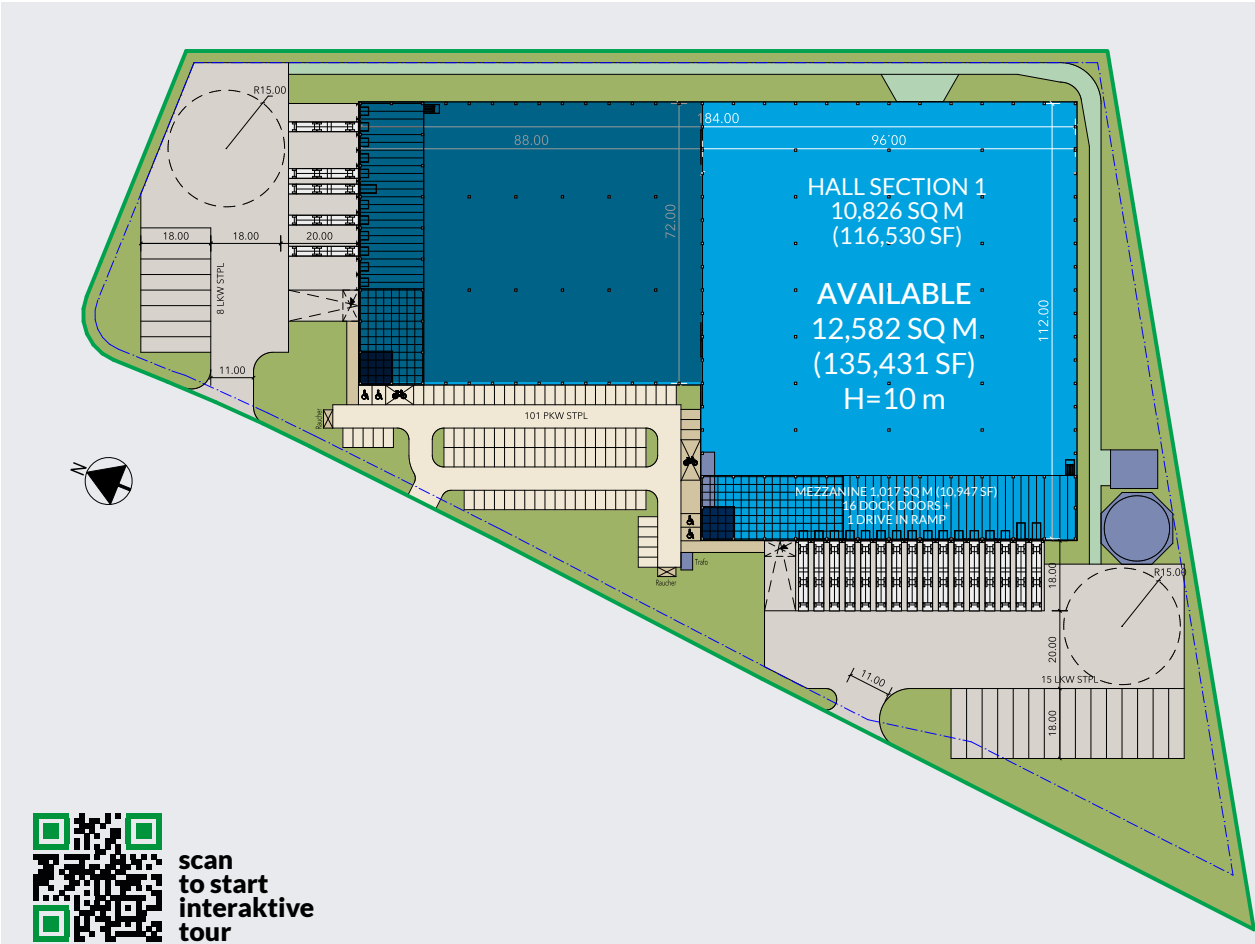 R15.00
184.00
88.00
96'00
HALL SECTION 1
10,826 SQ M
(116,530 SF)
72.00
AVAILABLE
12,582 SQ M
(135,431 SF)
H=10 m
112.00
18.00
18.00
20.00
8 LKW STPL
11.00
Raucher
101 PKW STPL
N
MEZZANINE 1,017 SQ M (10,947 SF)
16 DOCK DOORS +
1 DRIVE IN RAMP
Trafo
Raucher
18.00
R15.00
20.00
11.00
15 LKW STPL
18.00
scan
to start
interaktive
tour